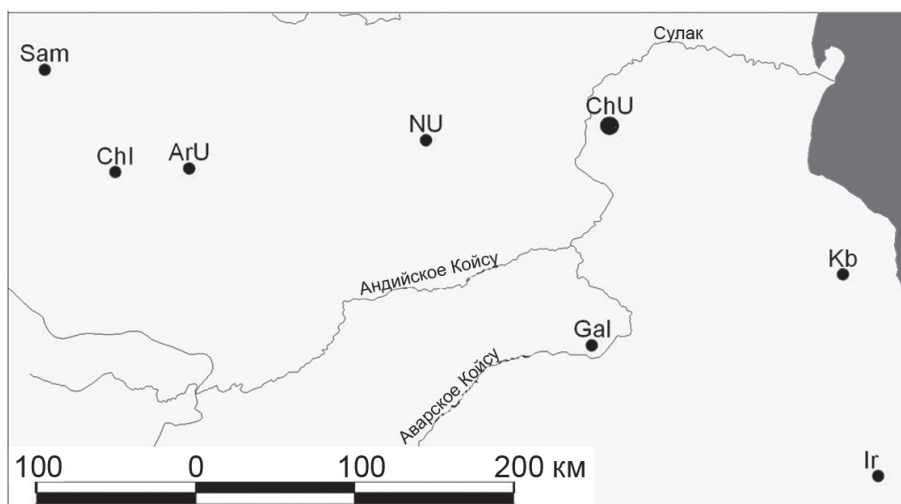 Сулак
Sam
ChU
NU
ChI
ArU
Kb
Андийское Койсу
Gal
Аварское Койсу
Ir
100 0 100 200 км